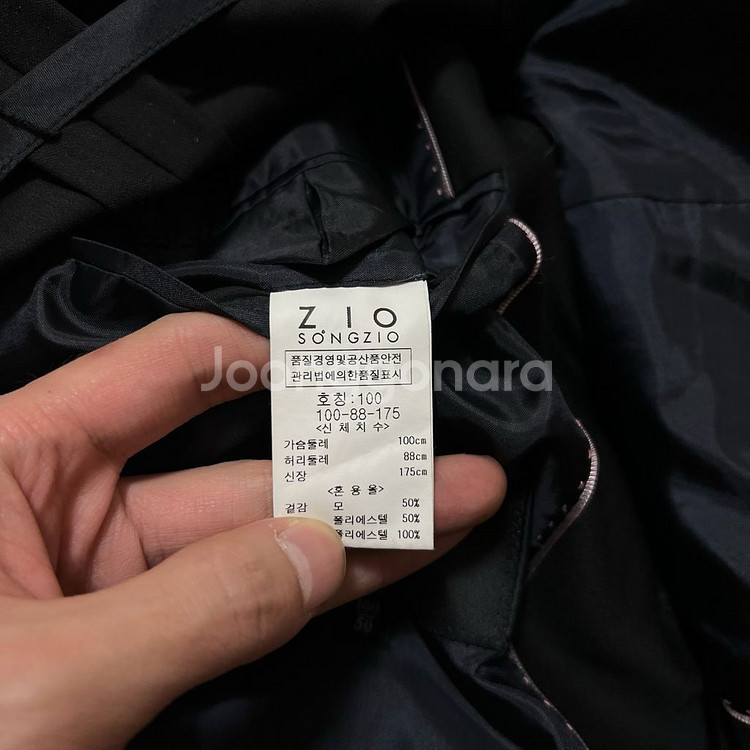 ZIO
SONGZIO
품질경영및공산품안전
관리법에의한품질표시
호칭:100
100-88-175
<신체치수>
가슴둘레 100cm
허리둘레 88cm
신장 175cm
<혼용율>
겉감 모 50%
폴리에스텔 50%
폴리에스텔 100%
Joonggonara